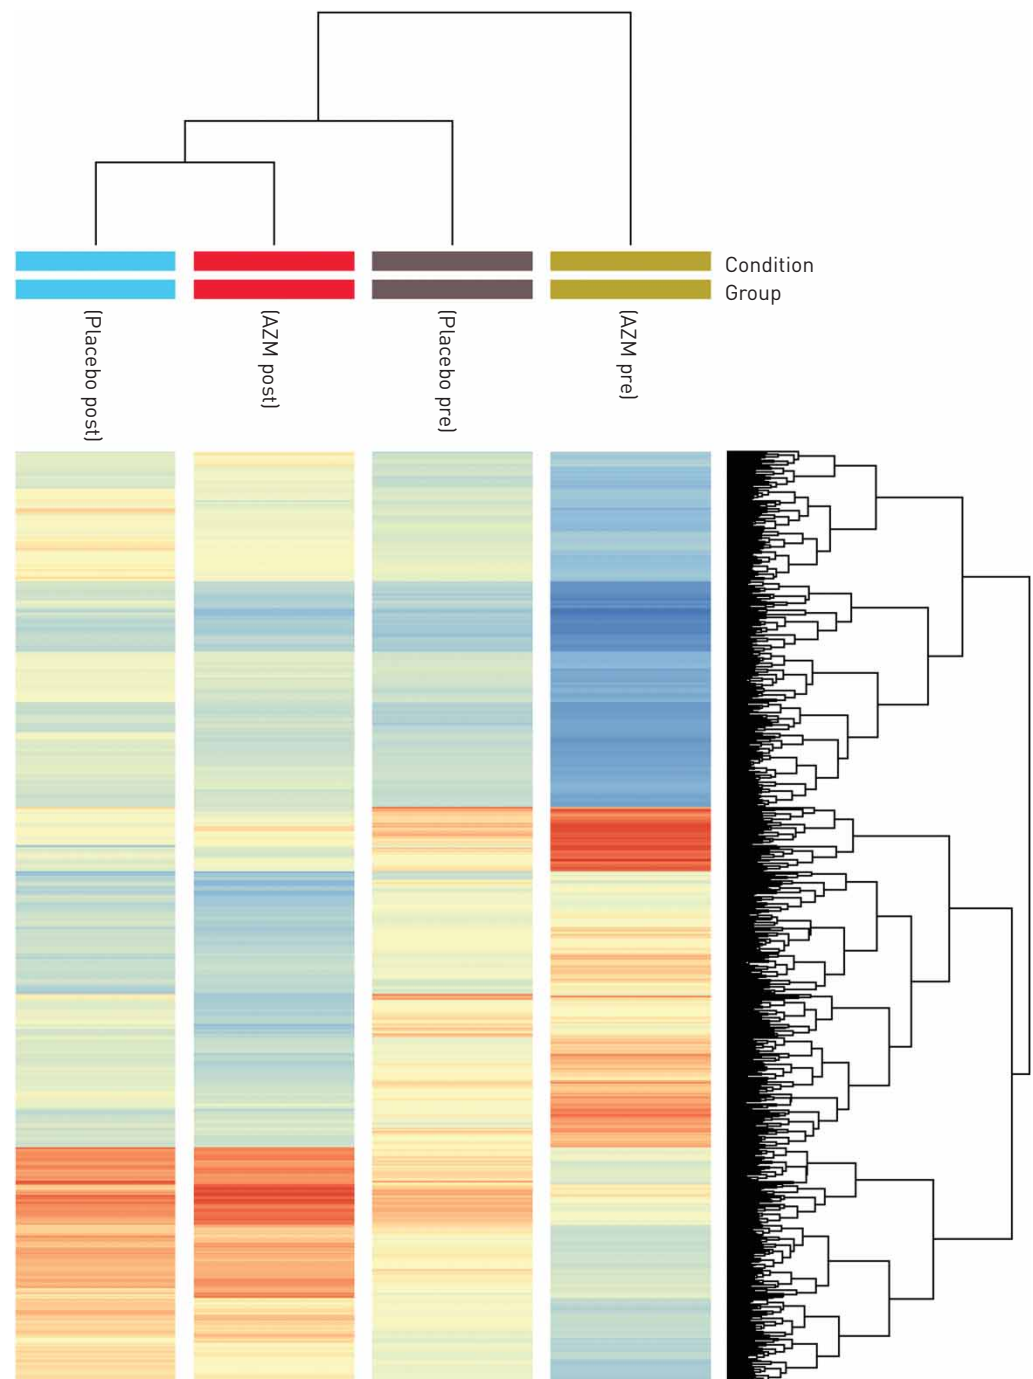 Condition
Group
(Placebo post)
(AZM post)
(Placebo pre)
(AZM pre)